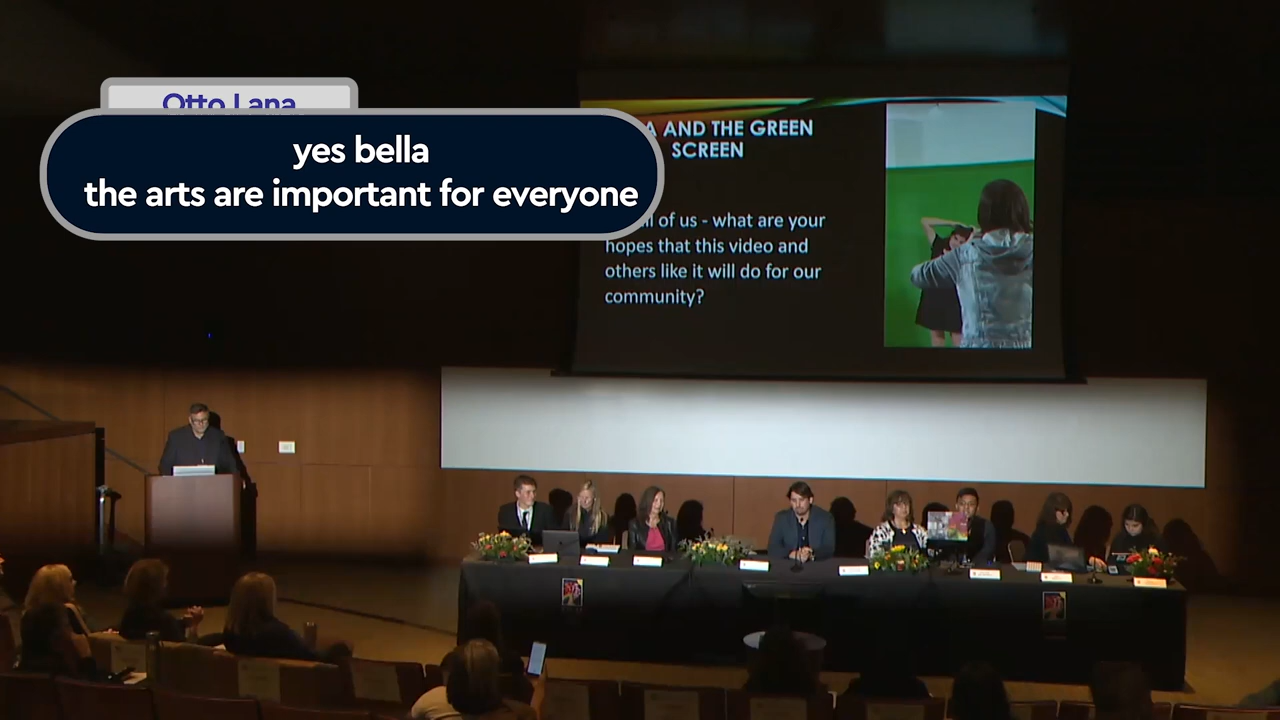 Otto Lana
yes bella
the arts are important for everyone
AND THE GREEN
SCREEN
of us - what are your
hopes that this video and
others like it will do for our
community?